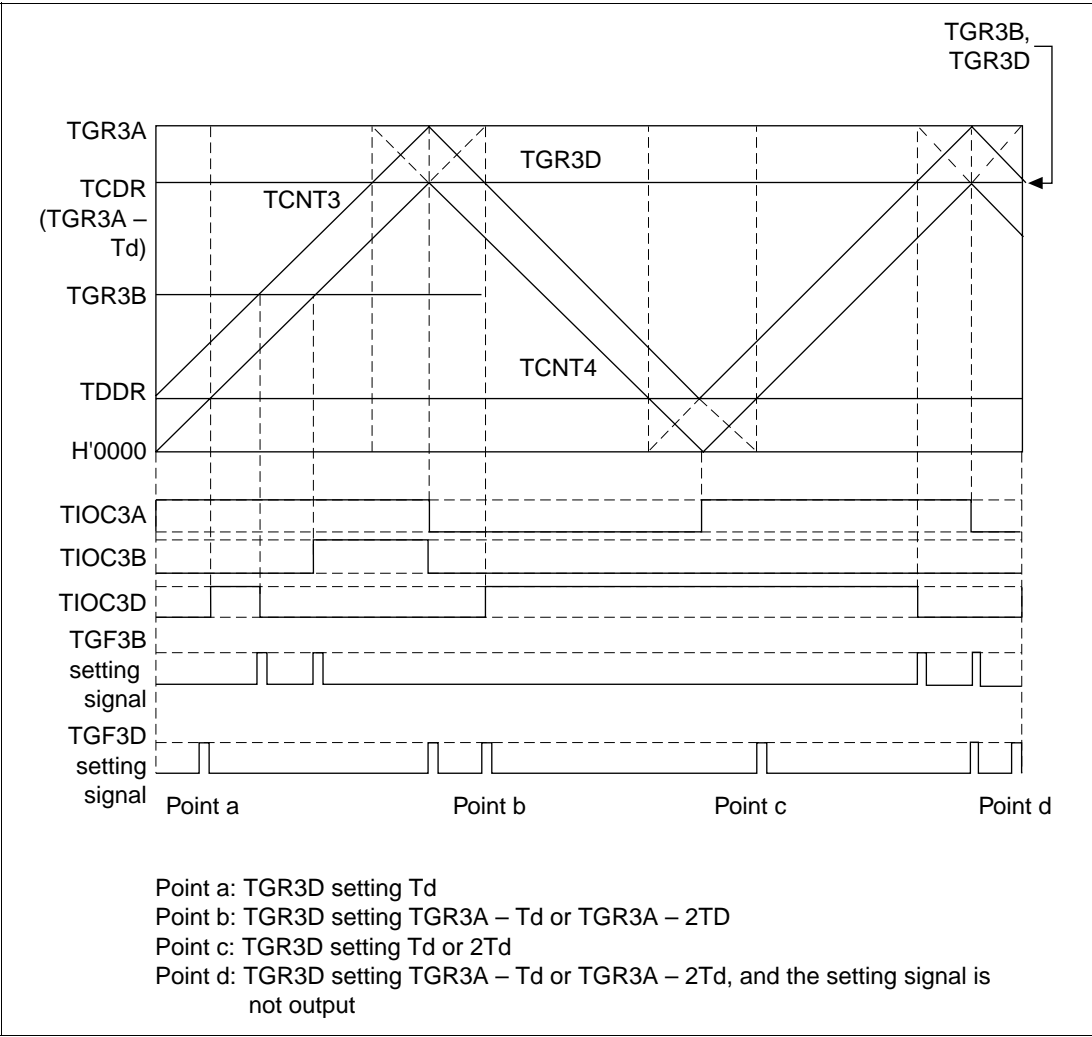 TGR3B,
TGR3D
TGR3A
TGR3D
TCDR
(TGR3A –
Td)
TCNT3
TGR3B
TCNT4
TDDR
H'0000
TIOC3A
TIOC3B
TIOC3D
TGF3B
setting
signal
TGF3D
setting
signal
Point a
Point b
Point c
Point d
Point a: TGR3D setting Td
Point b: TGR3D setting TGR3A – Td or TGR3A – 2TD
Point c: TGR3D setting Td or 2Td
Point d: TGR3D setting TGR3A – Td or TGR3A – 2Td, and the setting signal is
not output